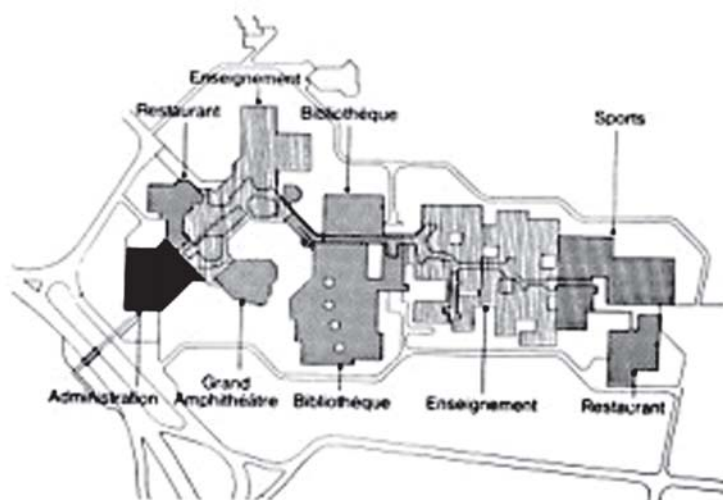 Enseignement
Restaurant
Bibliothèque
Sports
Administration
Grand
Amphithéâtre
Bibliothèque
Enseignement
Restaurant